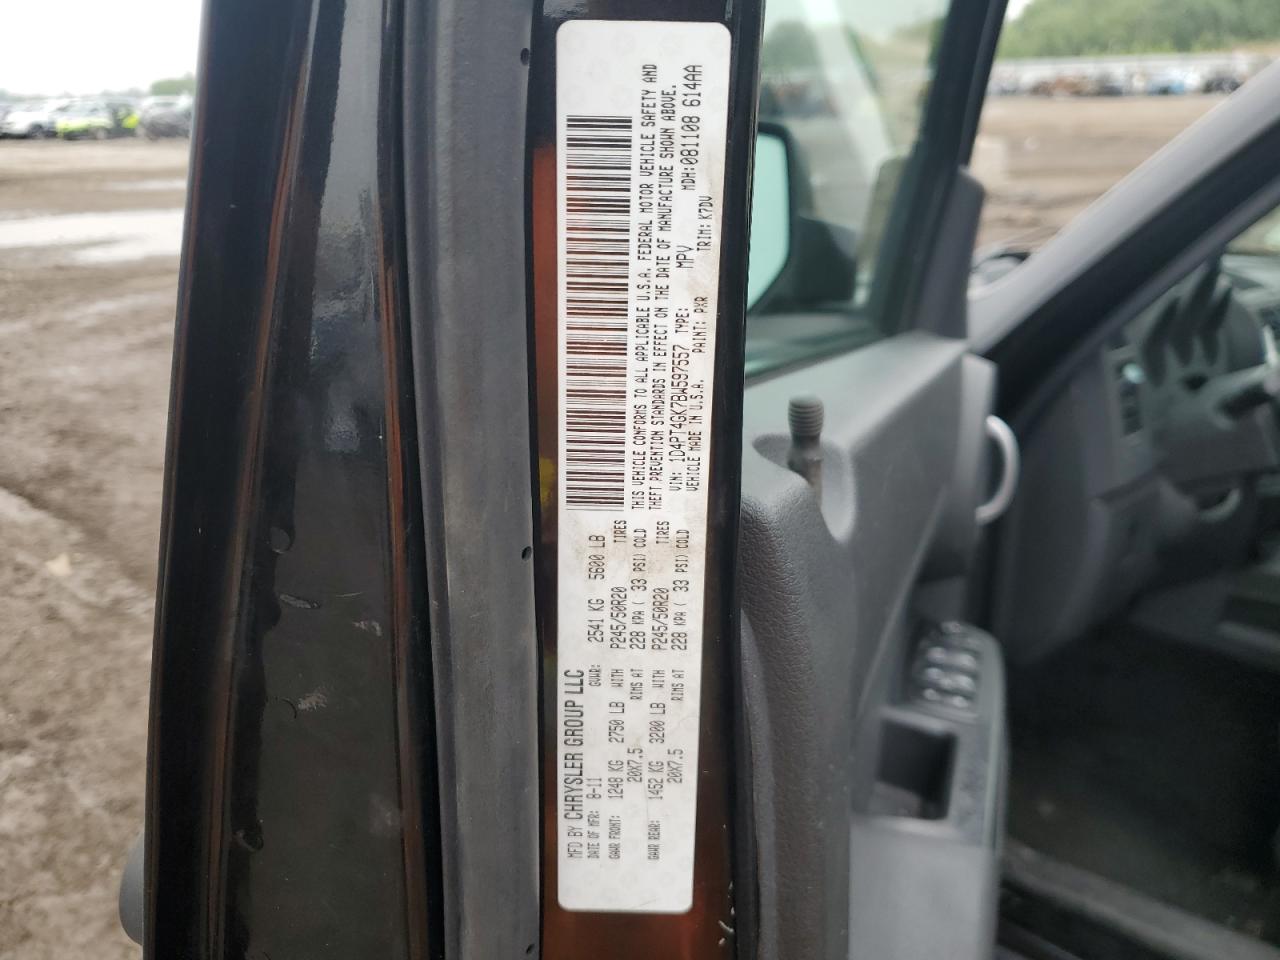 MFD BY CHRYSLER GROUP LLC
DATE OF MFR: 8-11 GVWR: 2541 KG 5600 LB
GAWR FRONT: 1248 KG 2750 LB WITH P245/50R20 TIRES
20X7.5 RIMS AT 228 KPA ( 33 PSI) COLD
GAWR REAR: 1452 KG 3200 LB WITH P245/50R20 TIRES
20X7.5 RIMS AT 228 KPA ( 33 PSI) COLD
THIS VEHICLE CONFORMS TO ALL APPLICABLE U.S.A. FEDERAL MOTOR VEHICLE SAFETY AND
THEFT PREVENTION STANDARDS IN EFFECT ON THE DATE OF MANUFACTURE SHOWN ABOVE.
VIN: 1D4PT4GK7BW597557 TYPE: MPV MDH:081108 614AA
VEHICLE MADE IN U.S.A. PAINT: PXR TRIM: K7DV